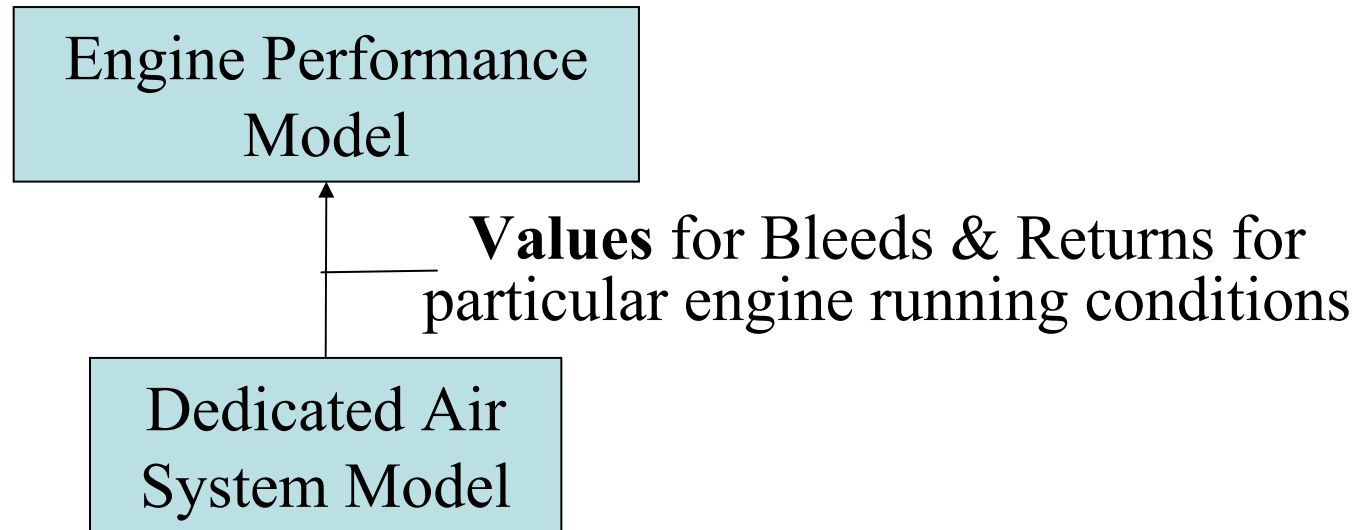 Engine Performance
Model
Values for Bleeds & Returns for
particular engine running conditions
Dedicated Air
System Model